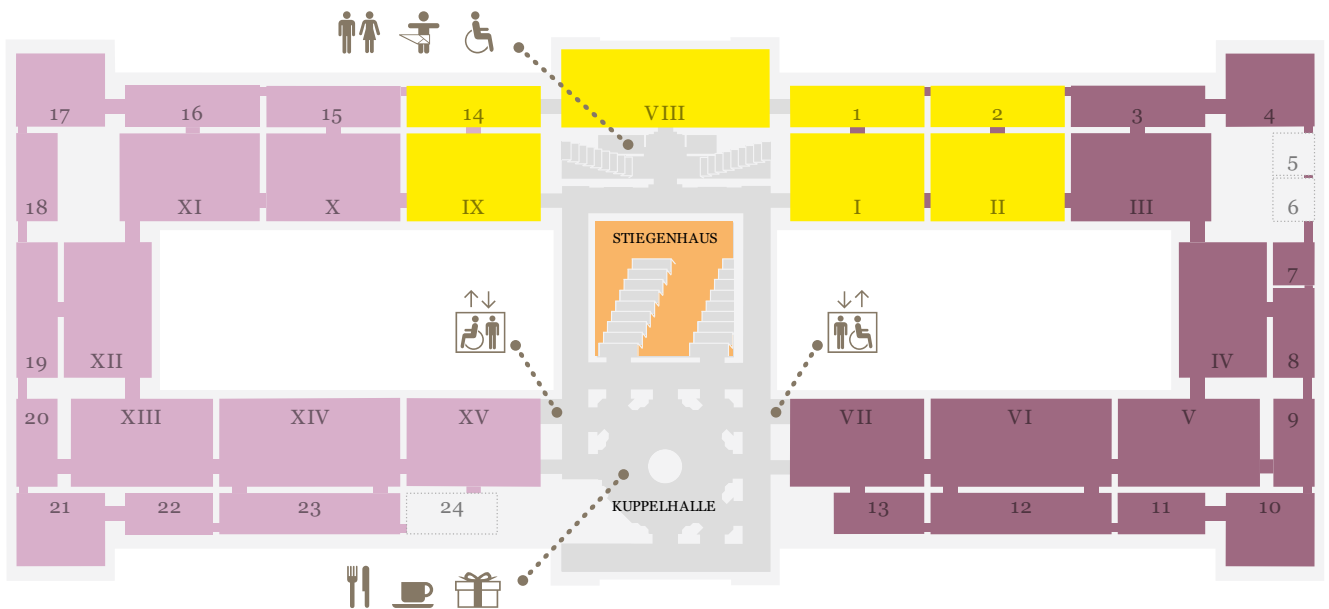 17
16
15
14
VIII
1
2
3
4
5
18
XI
X
IX
I
II
III
6
STIEGENHAUS
7
19
XII
IV
8
20
XIII
XIV
XV
VII
VI
V
9
21
22
23
24
KUPPELHALLE
13
12
11
10